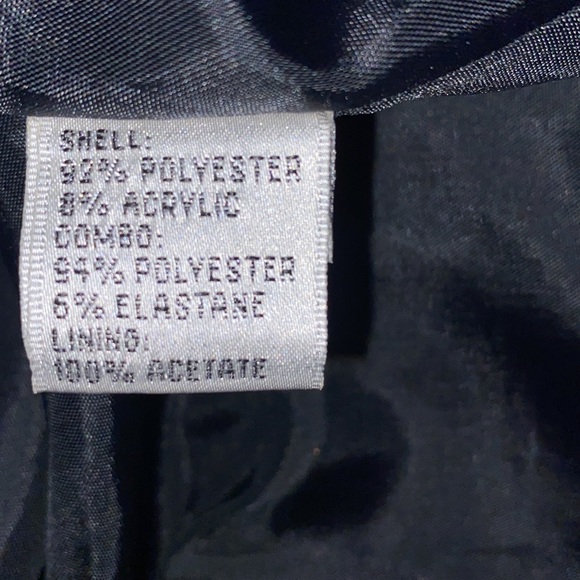 SHELL:
92% POLYESTER
8% ACRYLIC
COMBO:
94% POLYESTER
6% ELASTANE
LINING:
100% ACETATE